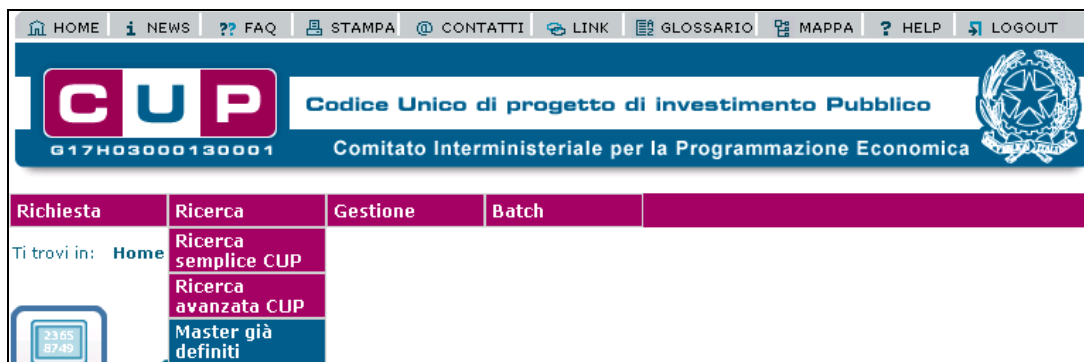 HOME i NEWS ?? FAQ STAMPA @ CONTATTI LINK GLOSSARIO MAPPA ? HELP LOGOUT
CUP Codice Unico di progetto di investimento Pubblico
G17H03000130001 Comitato Interministeriale per la Programmazione Economica
Richiesta Ricerca Gestione Batch
Ti trovi in: Home
Ricerca
semplice CUP
Ricerca
avanzata CUP
2365
8749
Master già
definiti